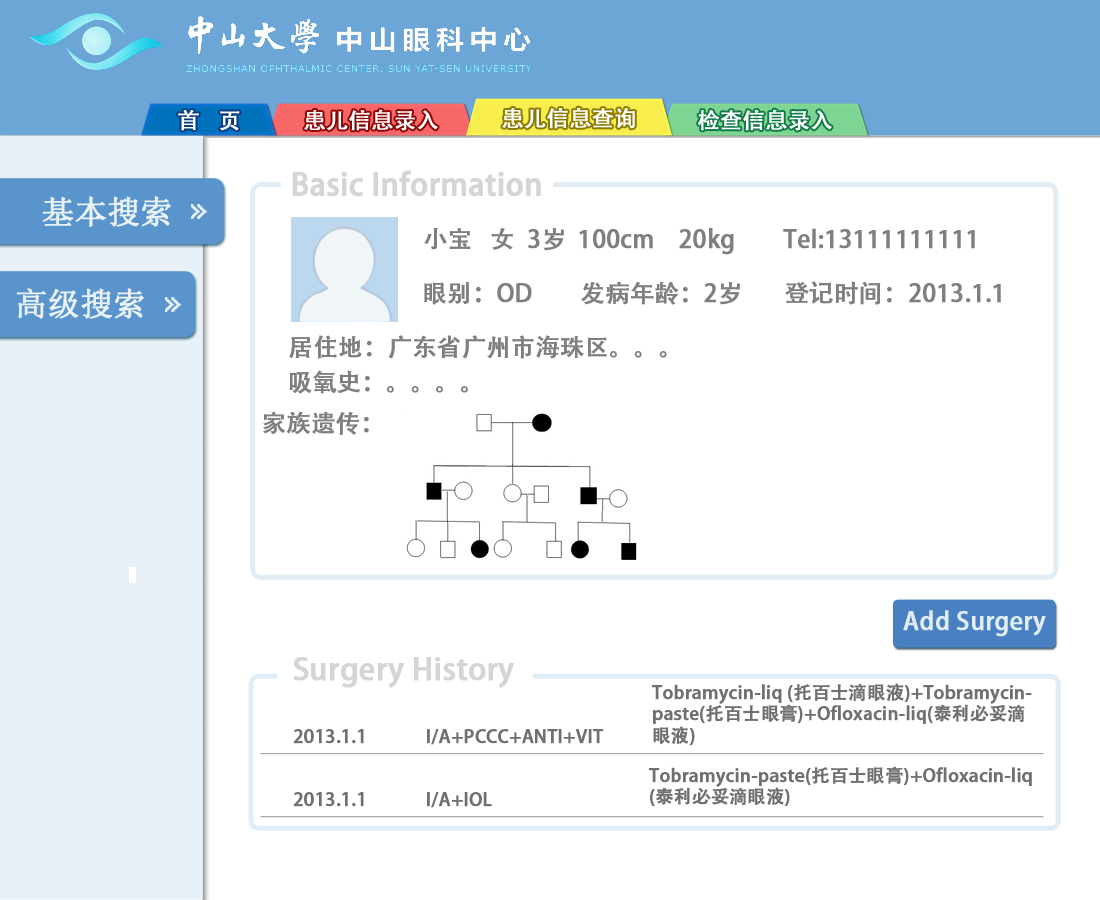 中山大學 中山眼科中心
ZHONGSHAN OPHTHALMIC CENTER, SUN YAT-SEN UNIVERSITY
首 页 患儿信息录入 患儿信息查询 检查信息录入
基本搜索 »
高级搜索 »
Basic Information
小宝 女 3岁 100cm 20kg Tel:13111111111
眼别：OD 发病年龄：2岁 登记时间：2013.1.1
居住地：广东省广州市海珠区。。。
吸氧史：。。。。
家族遗传：
Add Surgery
Surgery History
2013.1.1 I/A+PCCC+ANTI+VIT
Tobramycin-liq (托百士滴眼液)+Tobramycin-
paste(托百士眼膏)+Ofloxacin-liq(泰利必妥滴
眼液)
2013.1.1 I/A+IOL
Tobramycin-paste(托百士眼膏)+Ofloxacin-liq
(泰利必妥滴眼液)